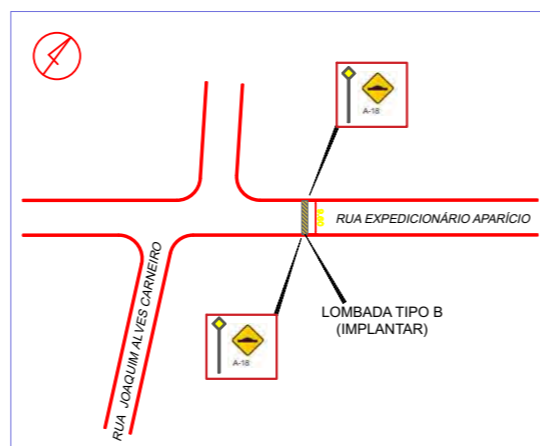 A-18
RUA EXPEDICIONÁRIO APARÍCIO
LOMBADA TIPO B
(IMPLANTAR)
A-18
RUA JOAQUIM ALVES CARNEIRO